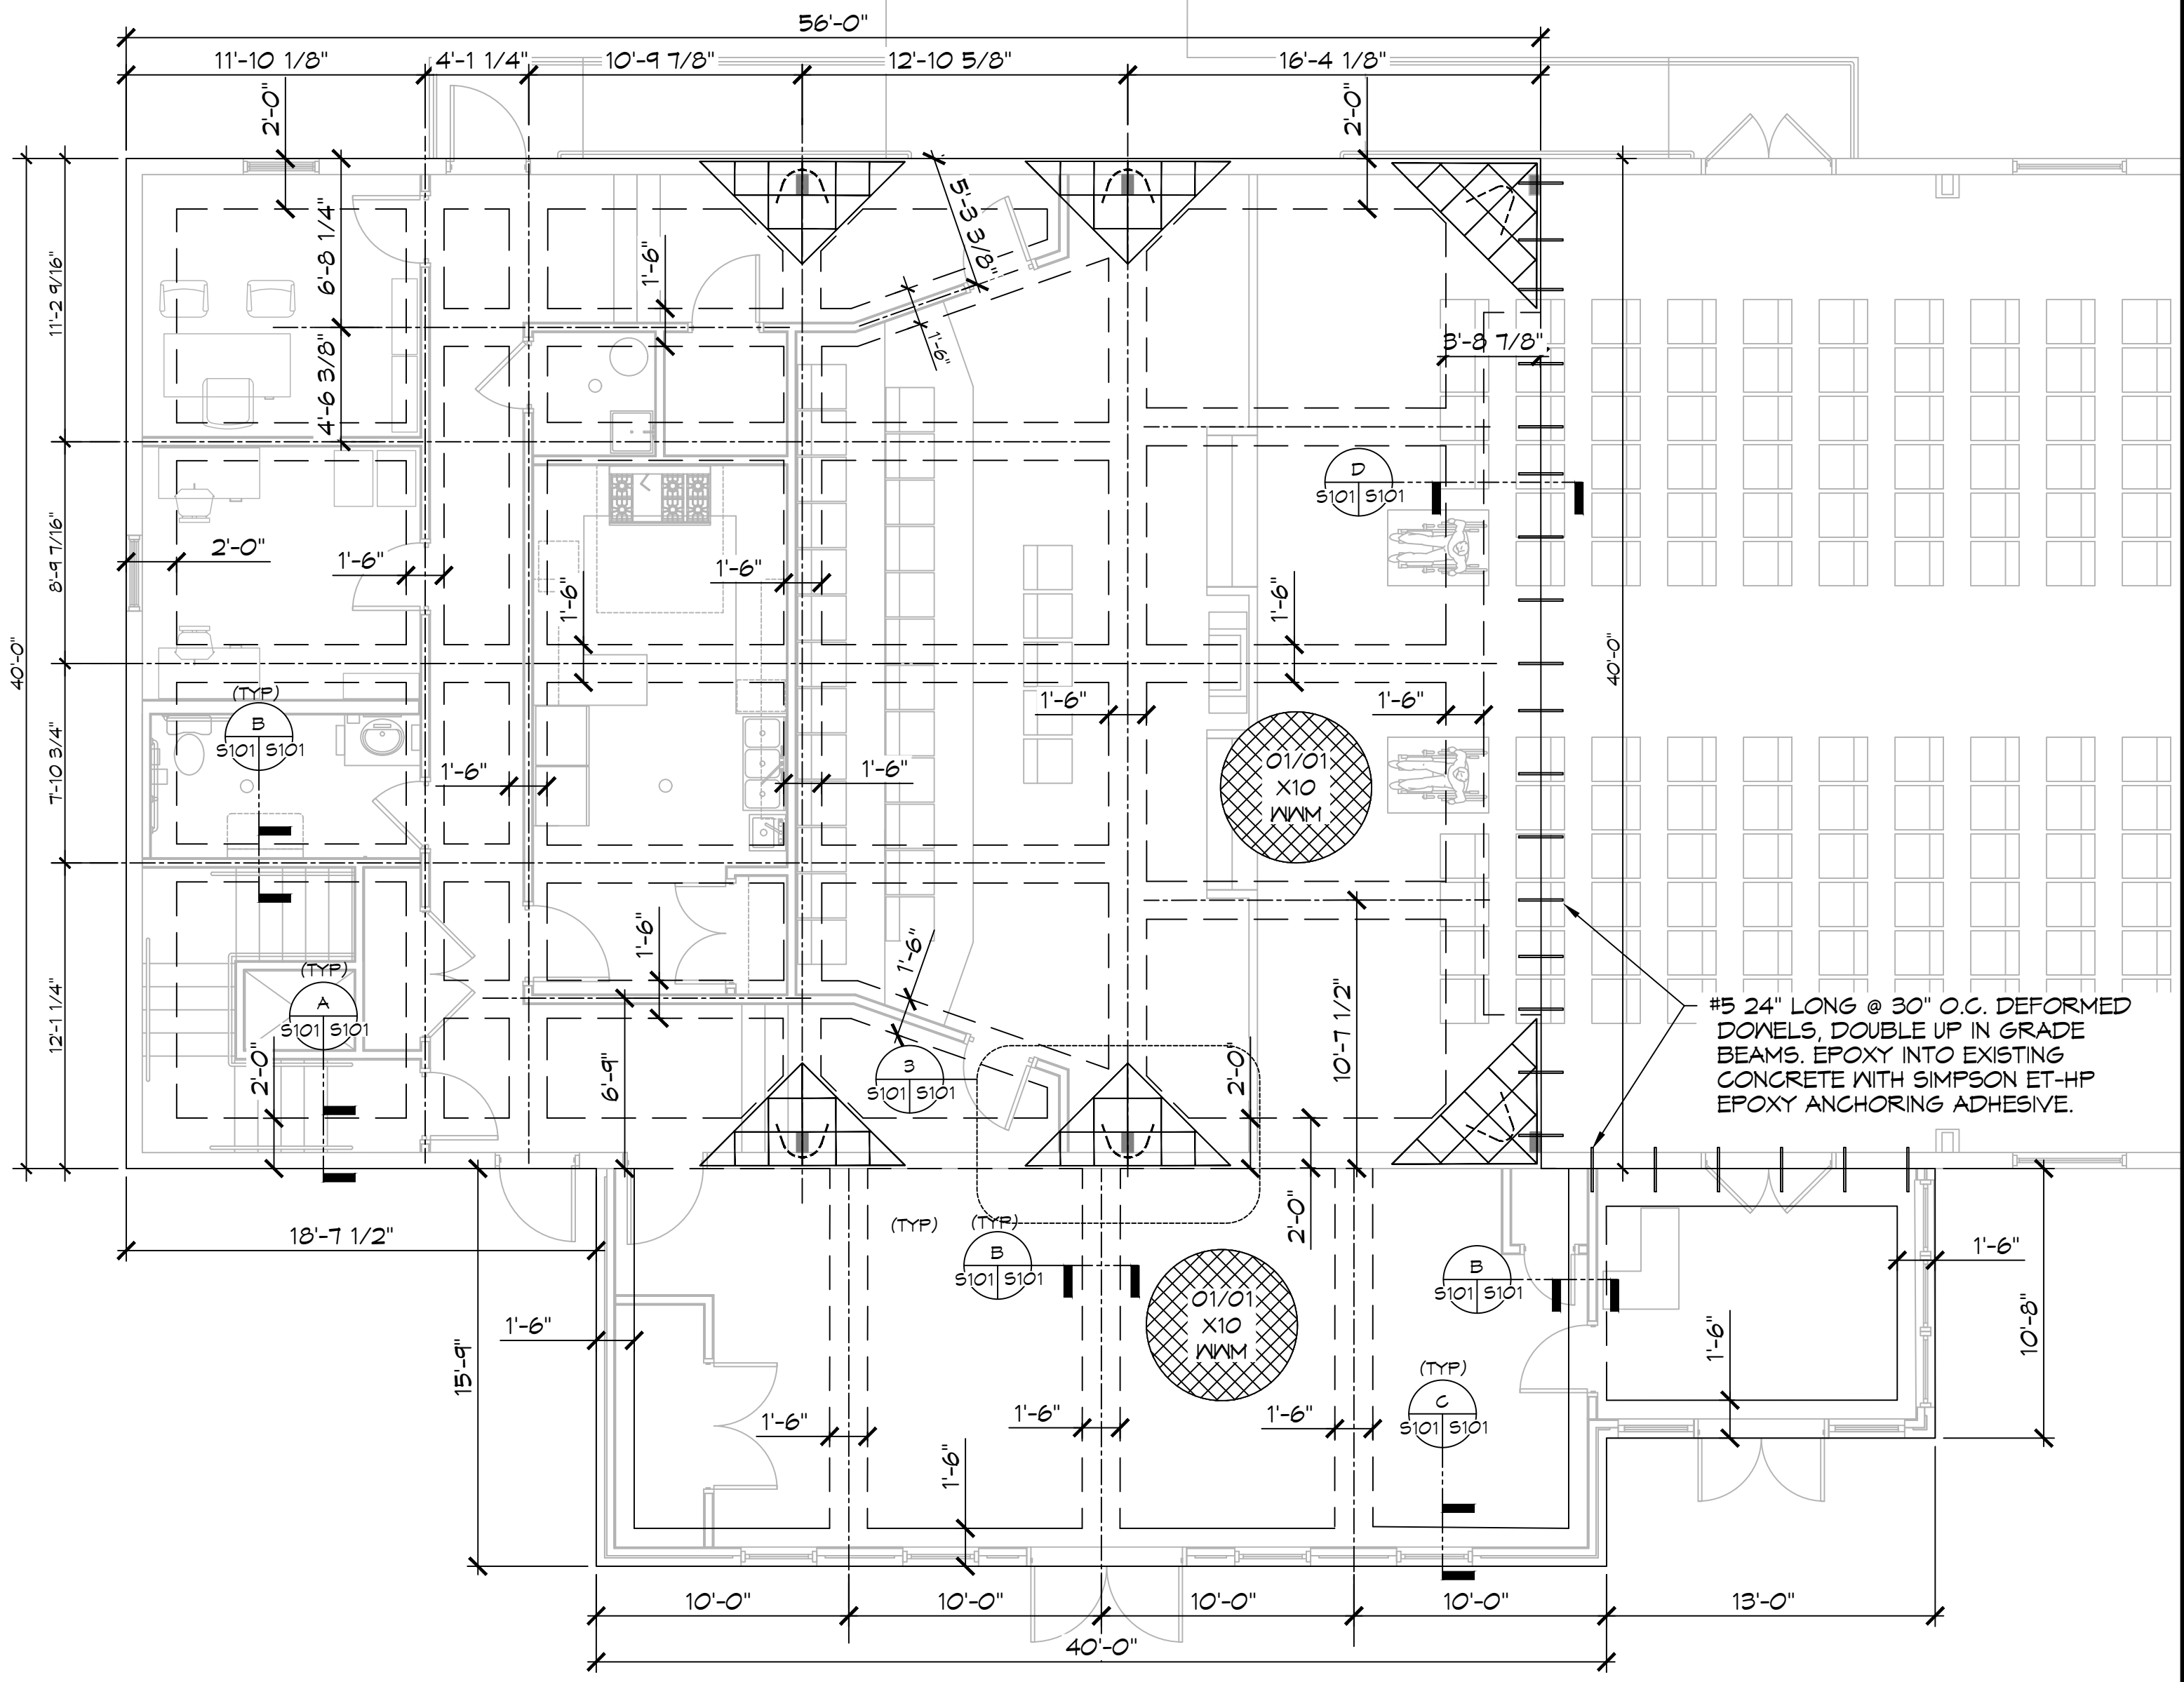 56'-0"
11'-10 1/8"
4'-1 1/4"
10'-9 7/8"
12'-10 5/8"
16'-4 1/8"
2'-0"
2'-0"
5'-3 3/8"
6'-8 1/4"
1'-6"
11'-2 9/16"
1'-6"
3'-8 7/8"
4'-6 3/8"
D
S101 S101
8'-9 7/16"
2'-0"
1'-6"
1'-6"
1'-6"
1'-6"
40'-0"
40'-0"
(TYP)
B
S101 S101
1'-6"
1'-6"
7'-10 3/4"
1'-6"
1'-6"
01/01
X10
WWM
1'-6"
1'-6"
12'-1 1/4"
(TYP)
A
S101 S101
10'-7 1/2"
#5 24" LONG @ 30" O.C. DEFORMED
DOWELS, DOUBLE UP IN GRADE
BEAMS. EPOXY INTO EXISTING
CONCRETE WITH SIMPSON ET-HP
EPOXY ANCHORING ADHESIVE.
2'-0"
6'-9"
3
S101 S101
2'-0"
18'-7 1/2"
(TYP)
(TYP)
B
S101 S101
2'-0"
B
S101 S101
1'-6"
01/01
X10
WWM
1'-6"
15'-9"
1'-6"
10'-8"
(TYP)
C
S101 S101
1'-6"
1'-6"
1'-6"
1'-6"
10'-0"
10'-0"
10'-0"
10'-0"
13'-0"
40'-0"